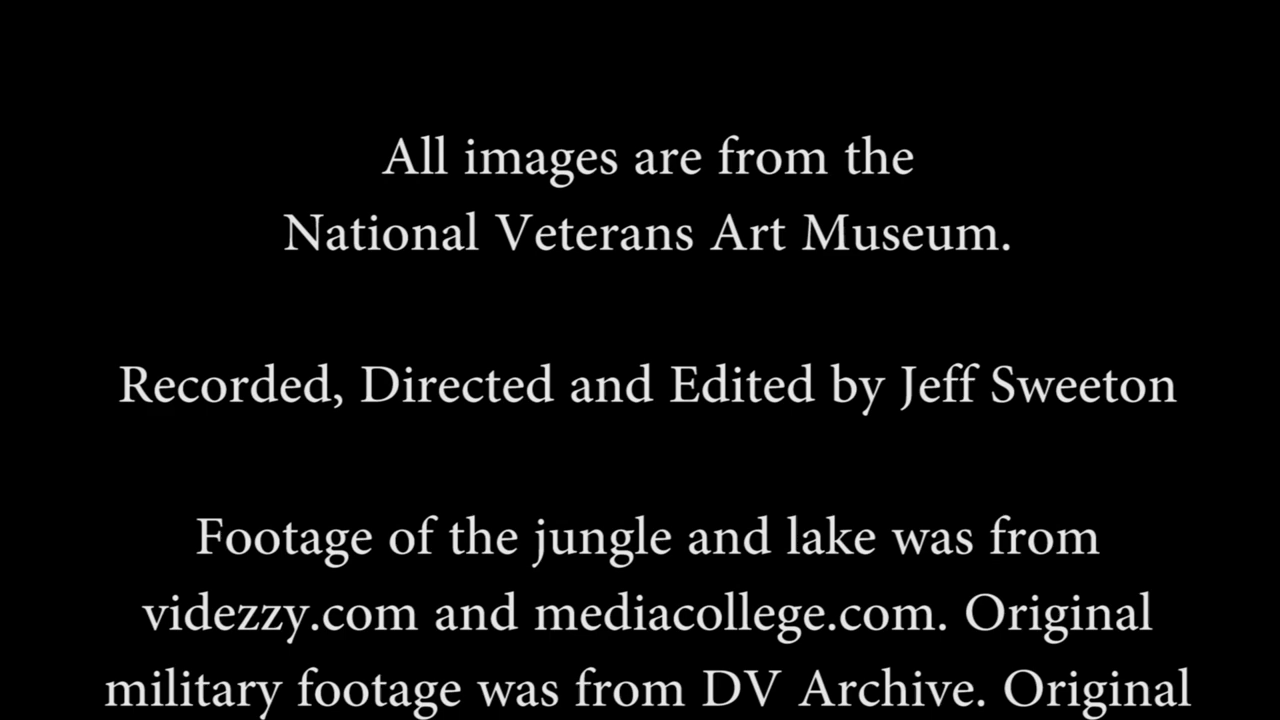 All images are from the
National Veterans Art Museum.
Recorded, Directed and Edited by Jeff Sweeton
Footage of the jungle and lake was from
videzzy.com and mediacollege.com. Original
military footage was from DV Archive. Original